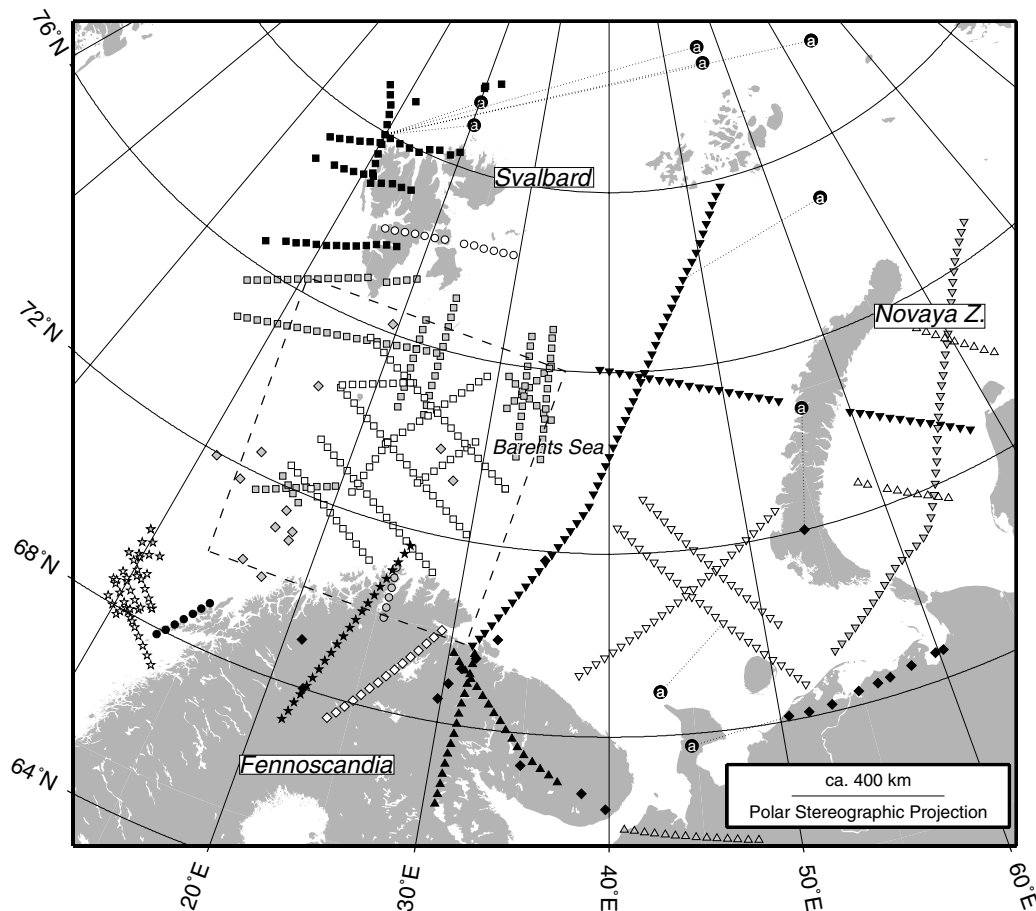 76˚N
a
a
a
a
a
Svalbard
a
72˚N
Novaya Z.
a
Barents Sea
68˚N
a
a
64˚N
Fennoscandia
ca. 400 km
Polar Stereographic Projection
20˚E
30˚E
40˚E
50˚E
60˚E